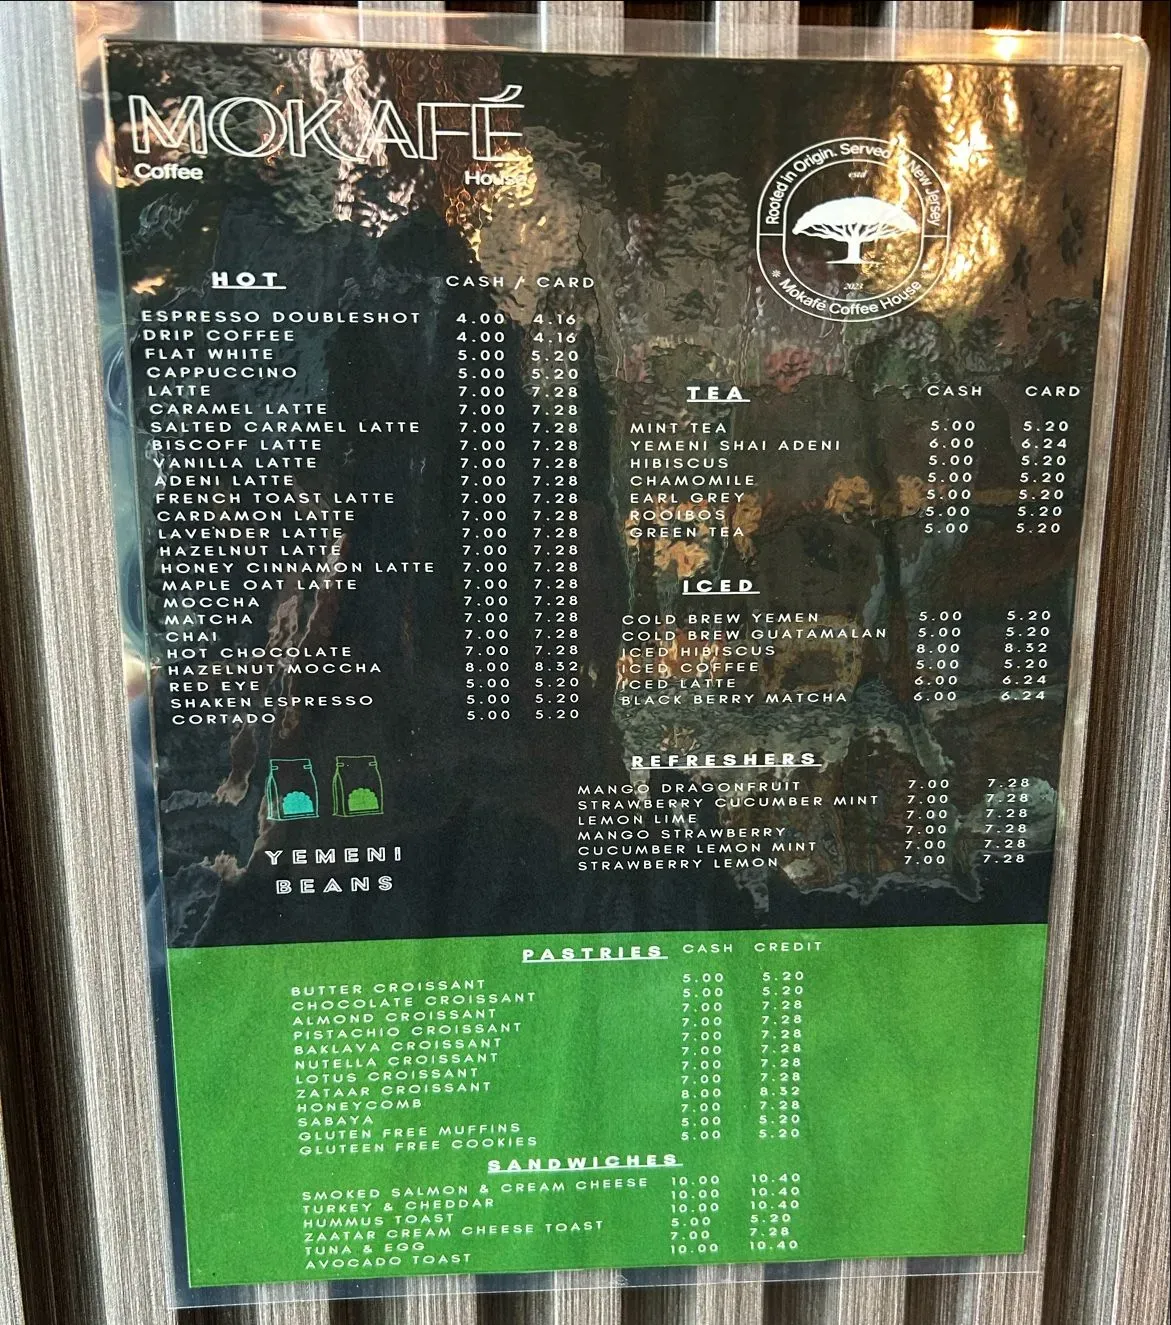 MOKAFÉ
Coffee House
Rooted in Origin. Served in New Jersey
estd
2023
Mokafé Coffee House
HOT CASH / CARD
ESPRESSO DOUBLESHOT 4.00 4.16
DRIP COFFEE 4.00 4.16
FLAT WHITE 5.00 5.20
CAPPUCCINO 5.00 5.20
LATTE 7.00 7.28
CARAMEL LATTE 7.00 7.28
SALTED CARAMEL LATTE 7.00 7.28
BISCOFF LATTE 7.00 7.28
VANILLA LATTE 7.00 7.28
ADENI LATTE 7.00 7.28
FRENCH TOAST LATTE 7.00 7.28
CARDAMON LATTE 7.00 7.28
LAVENDER LATTE 7.00 7.28
HAZELNUT LATTE 7.00 7.28
HONEY CINNAMON LATTE 7.00 7.28
MAPLE OAT LATTE 7.00 7.28
MOCCHA 7.00 7.28
MATCHA 7.00 7.28
CHAI 7.00 7.28
HOT CHOCOLATE 7.00 7.28
HAZELNUT MOCCHA 8.00 8.32
RED EYE 5.00 5.20
SHAKEN ESPRESSO 5.00 5.20
CORTADO 5.00 5.20
YEMENI
BEANS
TEA CASH CARD
MINT TEA 5.00 5.20
YEMENI SHAI ADENI 6.00 6.24
HIBISCUS 5.00 5.20
CHAMOMILE 5.00 5.20
EARL GREY 5.00 5.20
ROOIBOS 5.00 5.20
GREEN TEA 5.00 5.20
ICED
COLD BREW YEMEN 5.00 5.20
COLD BREW GUATAMALAN 5.00 5.20
ICED HIBISCUS 8.00 8.32
ICED COFFEE 5.00 5.20
ICED LATTE 6.00 6.24
BLACK BERRY MATCHA 6.00 6.24
REFRESHERS
MANGO DRAGONFRUIT 7.00 7.28
STRAWBERRY CUCUMBER MINT 7.00 7.28
LEMON LIME 7.00 7.28
MANGO STRAWBERRY 7.00 7.28
CUCUMBER LEMON MINT 7.00 7.28
STRAWBERRY LEMON 7.00 7.28
PASTRIES CASH CREDIT
BUTTER CROISSANT 5.00 5.20
CHOCOLATE CROISSANT 5.00 5.20
ALMOND CROISSANT 7.00 7.28
PISTACHIO CROISSANT 7.00 7.28
BAKLAVA CROISSANT 7.00 7.28
NUTELLA CROISSANT 7.00 7.28
LOTUS CROISSANT 7.00 7.28
ZATAAR CROISSANT 7.00 7.28
HONEYCOMB 8.00 8.32
SABAYA 7.00 7.28
GLUTEN FREE MUFFINS 5.00 5.20
GLUTEEN FREE COOKIES 5.00 5.20
SANDWICHES
SMOKED SALMON & CREAM CHEESE 10.00 10.40
TURKEY & CHEDDAR 10.00 10.40
HUMMUS TOAST 10.00 10.40
ZAATAR CREAM CHEESE TOAST 5.00 5.20
TUNA & EGG 7.00 7.28
AVOCADO TOAST 10.00 10.40